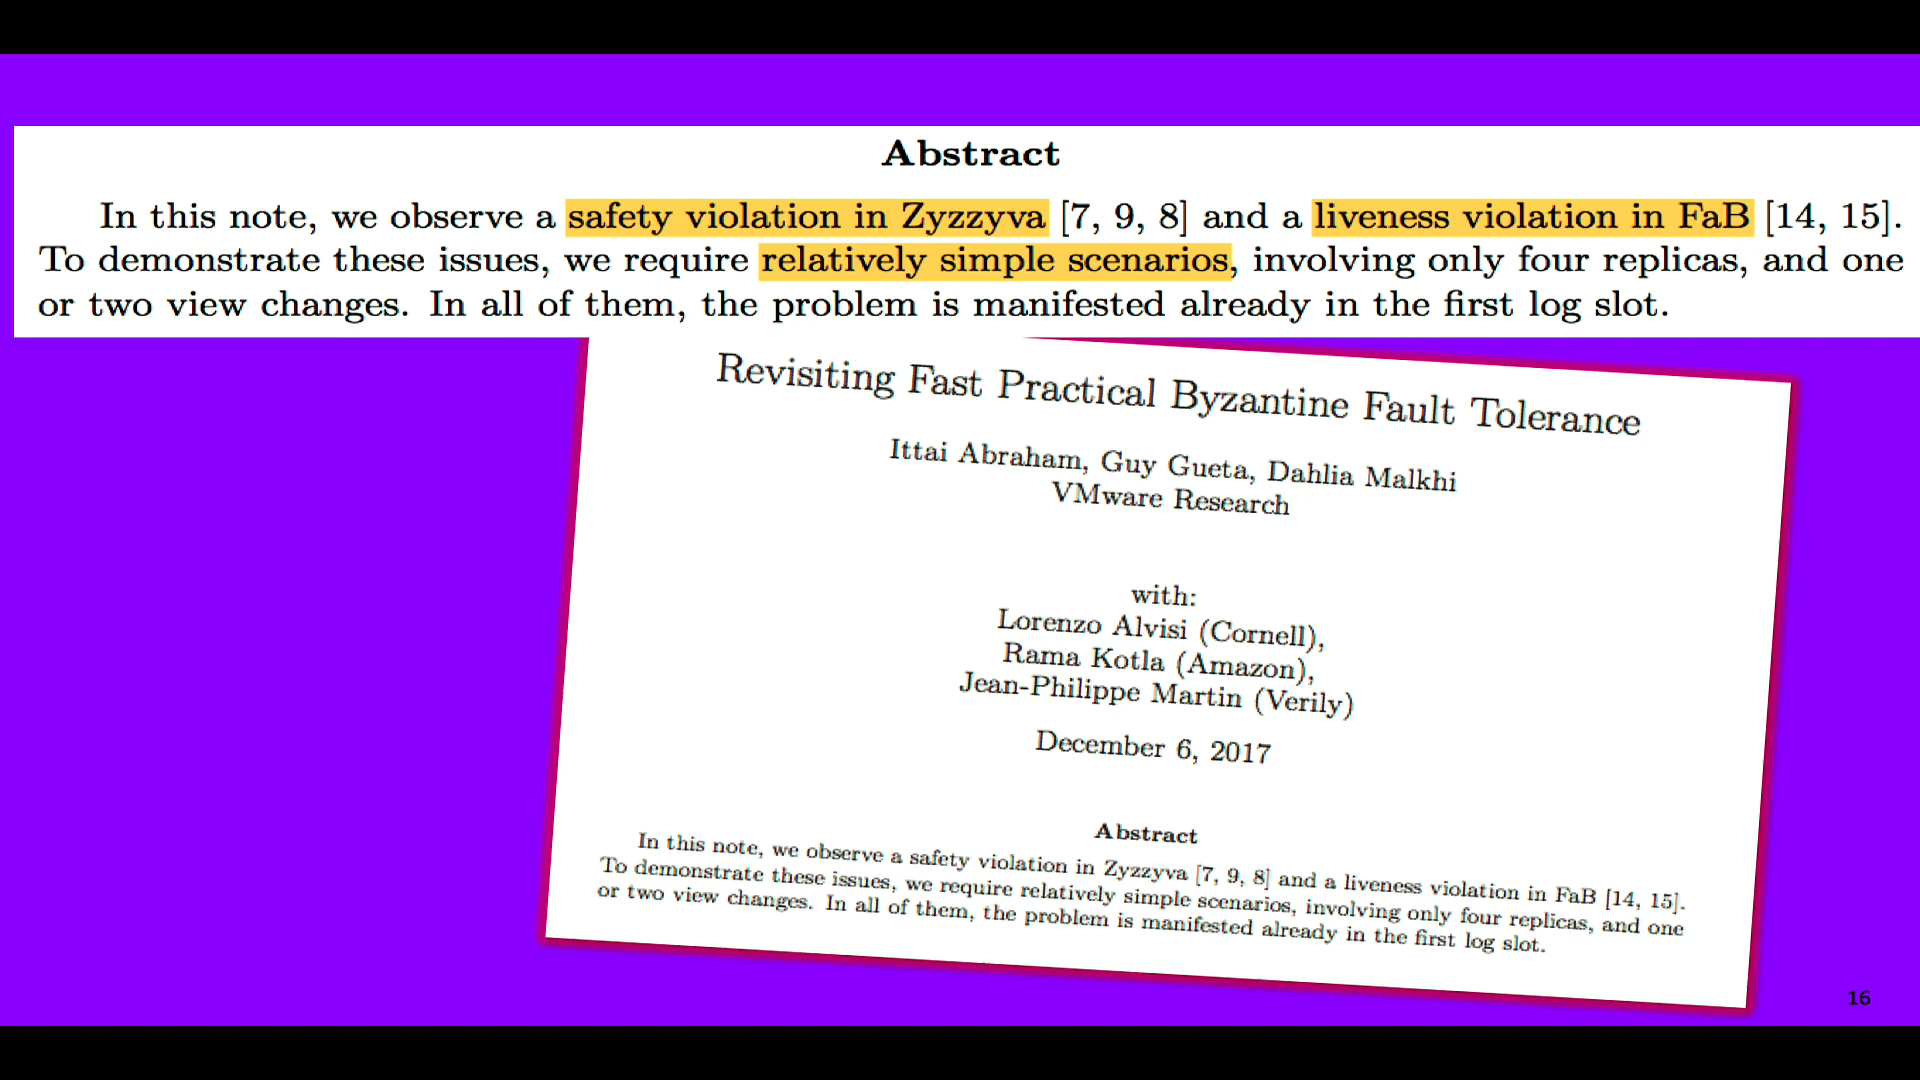 Abstract
In this note, we observe a safety violation in Zyzzyva [7, 9, 8] and a liveness violation in FaB [14, 15].
To demonstrate these issues, we require relatively simple scenarios, involving only four replicas, and one
or two view changes. In all of them, the problem is manifested already in the first log slot.
Revisiting Fast Practical Byzantine Fault Tolerance
Ittai Abraham, Guy Gueta, Dahlia Malkhi
VMware Research
with:
Lorenzo Alvisi (Cornell),
Rama Kotla (Amazon),
Jean-Philippe Martin (Verily)
December 6, 2017
Abstract
In this note, we observe a safety violation in Zyzzyva [7, 9, 8] and a liveness violation in FaB [14, 15].
To demonstrate these issues, we require relatively simple scenarios, involving only four replicas, and one
or two view changes. In all of them, the problem is manifested already in the first log slot.
16